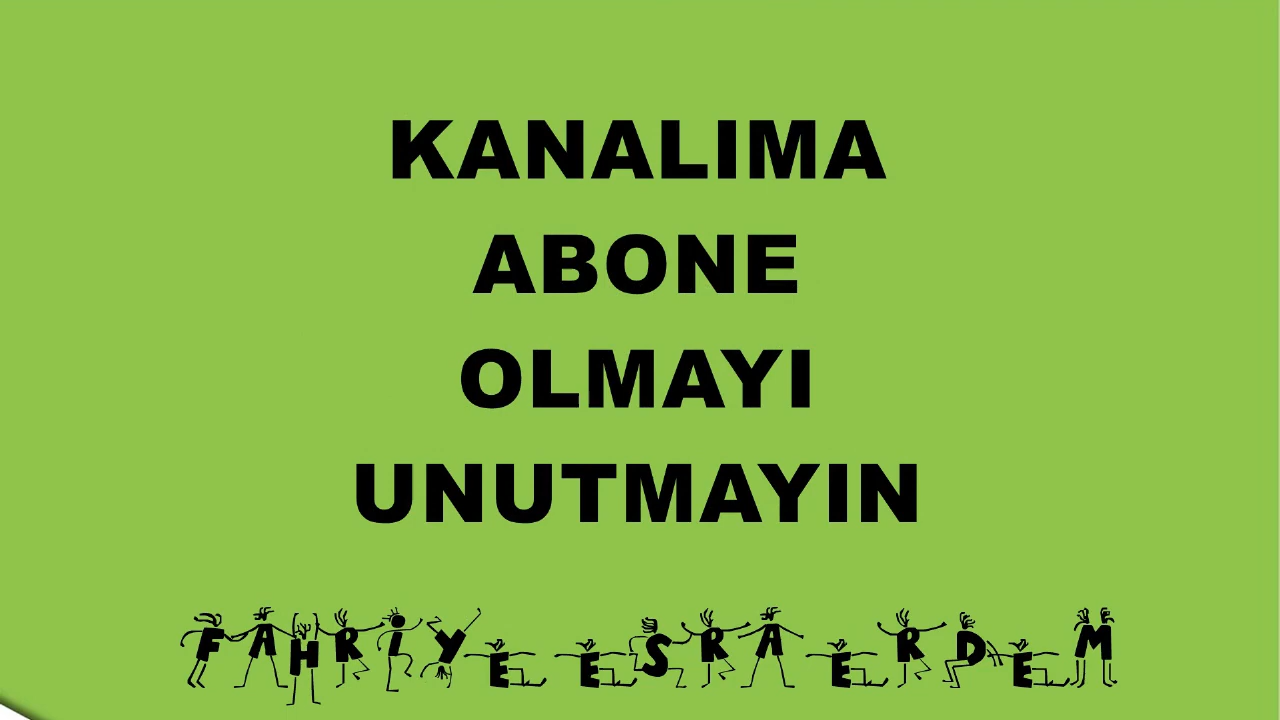 KANALIMA
ABONE
OLMAYI
UNUTMAYIN
FAHRİYE ESRA ERDEM